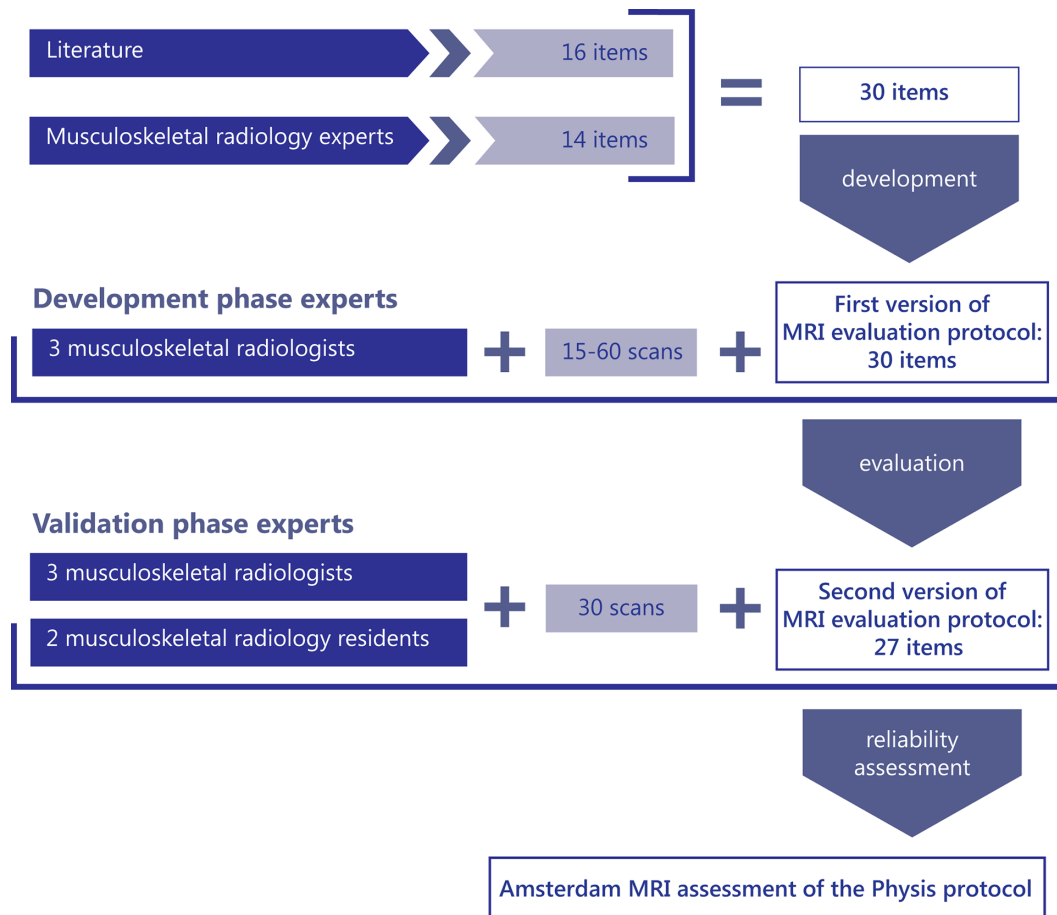 Literature
16 items
Musculoskeletal radiology experts
14 items
=
30 items
development
Development phase experts
3 musculoskeletal radiologists
+
15-60 scans
+
First version of
MRI evaluation protocol:
30 items
evaluation
Validation phase experts
3 musculoskeletal radiologists
2 musculoskeletal radiology residents
+
30 scans
+
Second version of
MRI evaluation protocol:
27 items
reliability
assessment
Amsterdam MRI assessment of the Physis protocol